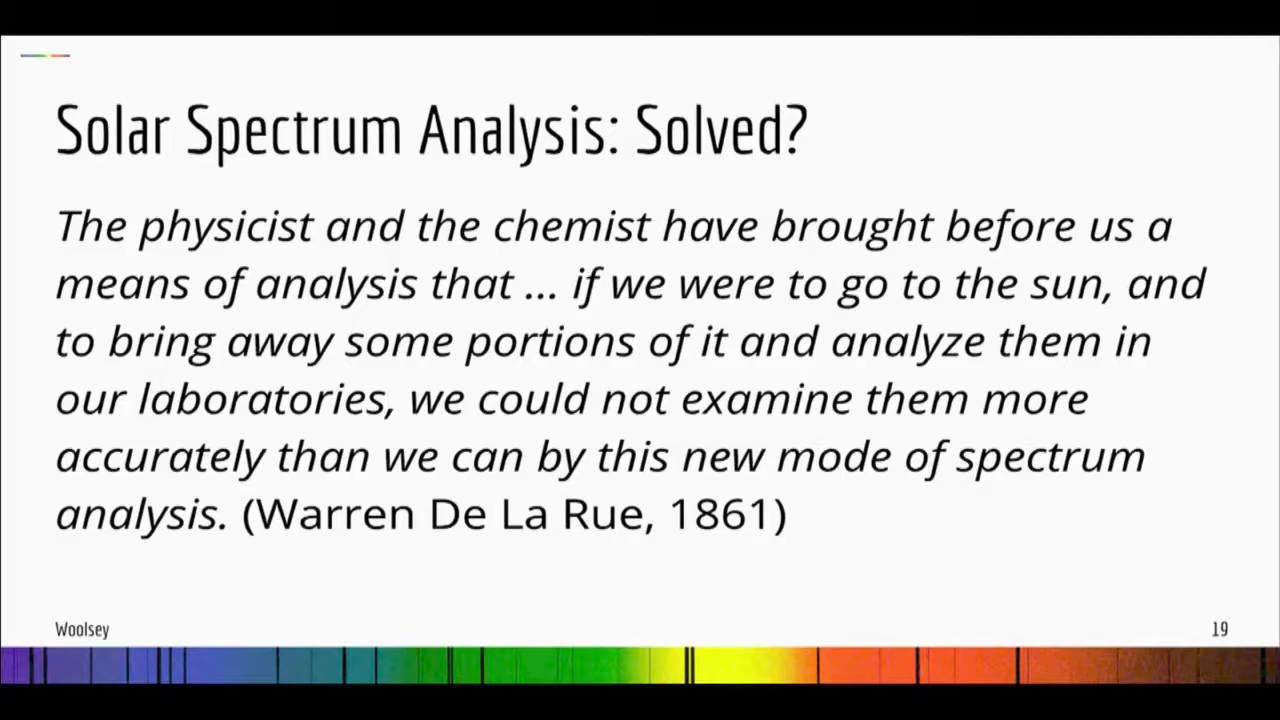 Solar Spectrum Analysis: Solved?
The physicist and the chemist have brought before us a
means of analysis that ... if we were to go to the sun, and
to bring away some portions of it and analyze them in
our laboratories, we could not examine them more
accurately than we can by this new mode of spectrum
analysis. (Warren De La Rue, 1861)
Woolsey
19